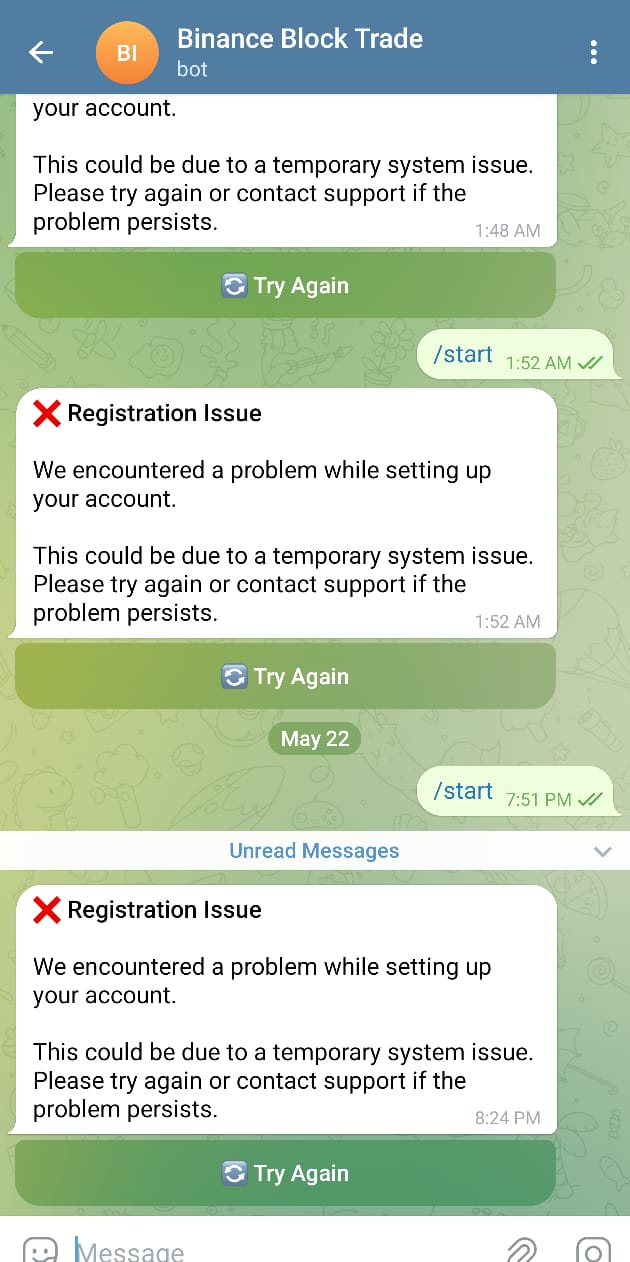 Binance Block Trade
BI
bot
your account.
This could be due to a temporary system issue.
Please try again or contact support if the
problem persists.
1:48 AM
Try Again
/start 1:52 AM
❌ Registration Issue
We encountered a problem while setting up
your account.
This could be due to a temporary system issue.
Please try again or contact support if the
problem persists.
1:52 AM
Try Again
May 22
/start 7:51 PM
Unread Messages
❌ Registration Issue
We encountered a problem while setting up
your account.
This could be due to a temporary system issue.
Please try again or contact support if the
problem persists.
8:24 PM
Try Again
Message